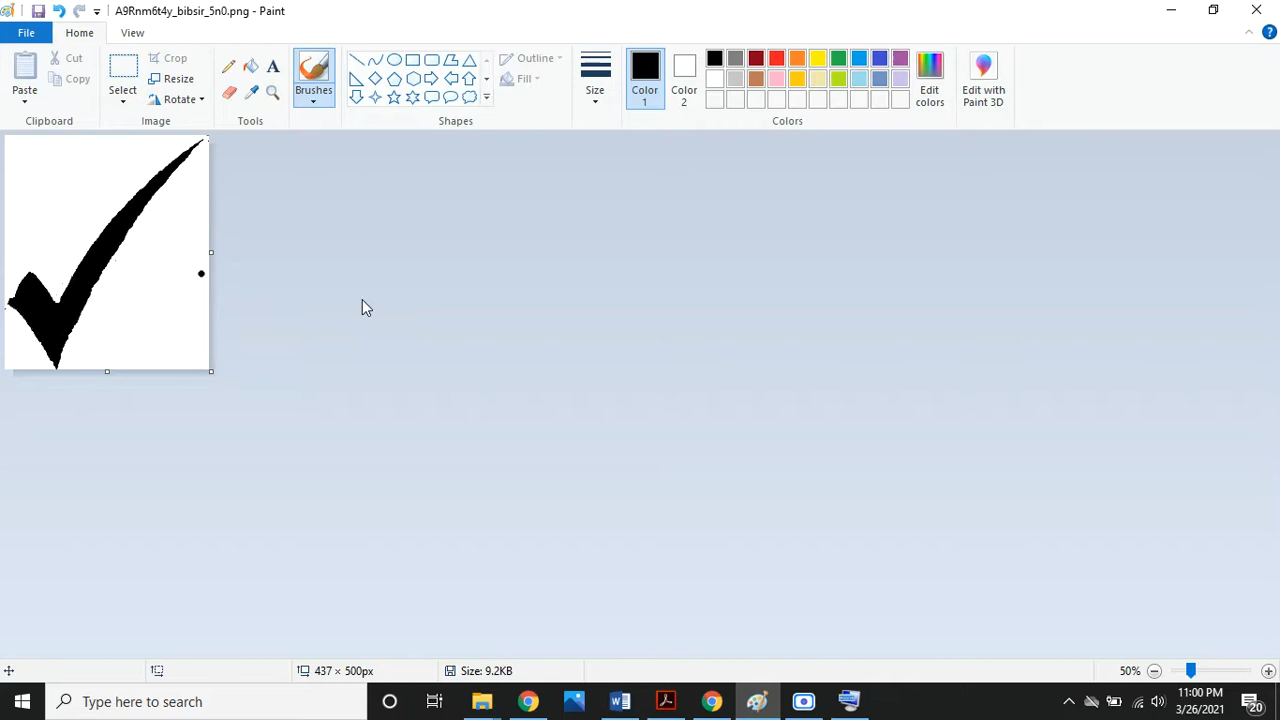 A9Rnm6t4y_bibsir_5n0.png - Paint
File Home View
Paste
Cut
Copy
Clipboard
Select
Crop
Resize
Rotate
Image
A
Tools
Brushes
Outline
Fill
Shapes
Size
Color 1
Color 2
Edit colors
Colors
Edit with Paint 3D
437 × 500px
Size: 9.2KB
50%
Type here to search
11:00 PM
3/26/2021
20